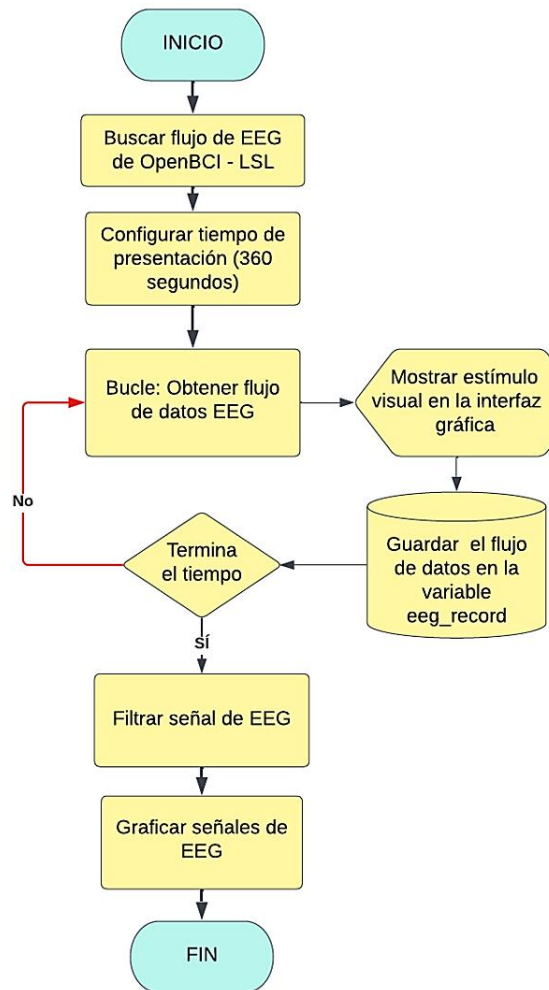 INICIO
Buscar flujo de EEG
de OpenBCI - LSL
Configurar tiempo de
presentación (360
segundos)
Bucle: Obtener flujo
de datos EEG
Mostrar estímulo
visual en la interfaz
gráfica
Guardar el flujo
de datos en la
variable
eeg_record
Termina
el tiempo
No
SÍ
Filtrar señal de EEG
Graficar señales de
EEG
FIN